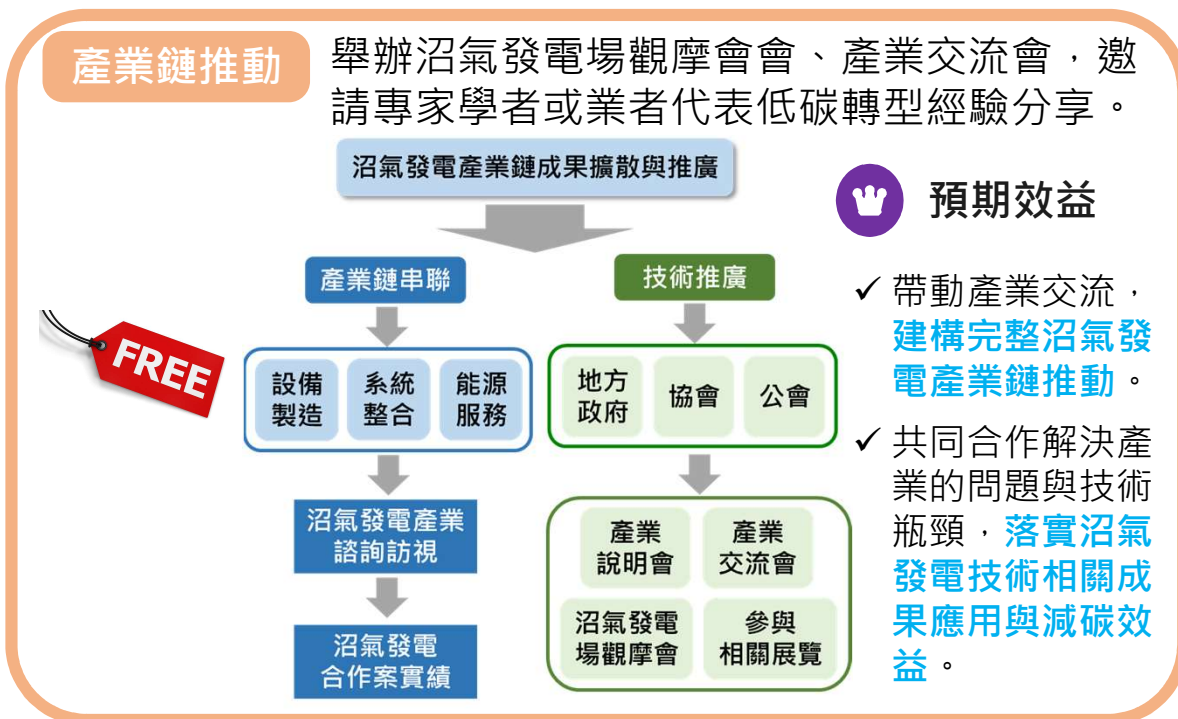 產業鏈推動
舉辦沼氣發電場觀摩會會、產業交流會，邀
請專家學者或業者代表低碳轉型經驗分享。
沼氣發電產業鏈成果擴散與推廣
產業鏈串聯
設備
製造
系統
整合
能源
服務
沼氣發電產業
諮詢訪視
沼氣發電
合作案實績
技術推廣
地方
政府
協會
公會
產業
說明會
產業
交流會
沼氣發電
場觀摩會
參與
相關展覽
FREE
預期效益
✓ 帶動產業交流，
建構完整沼氣發
電產業鏈推動。
✓ 共同合作解決產
業的問題與技術
瓶頸，落實沼氣
發電技術相關成
果應用與減碳效
益。